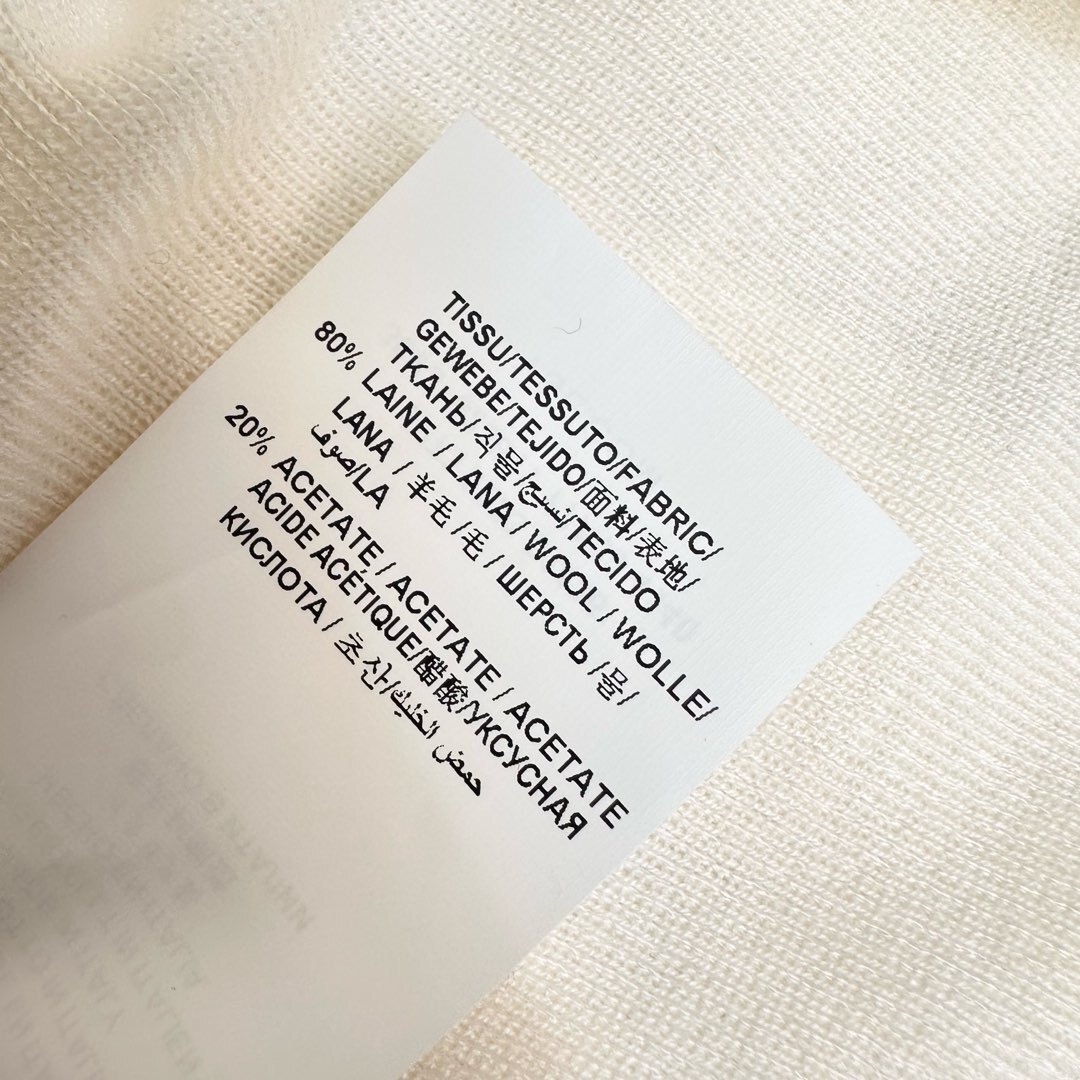 TISSU/TESSUTO/FABRIC/
GEWEBE/TEJIDO/面料/表地/
ТКАНЬ/직물/نسيج/TECIDO
80% LAINE / LANA / WOOL / WOLLE/
LANA / 羊毛 /毛 / ШЕРСТЬ /물/
صوف/LA
20% ACETATE / ACETATE / ACETATE
ACIDE ACÉTIQUE/醋酸/УКСУСНАЯ
КИСЛОТА / 초산/حمض الخليك